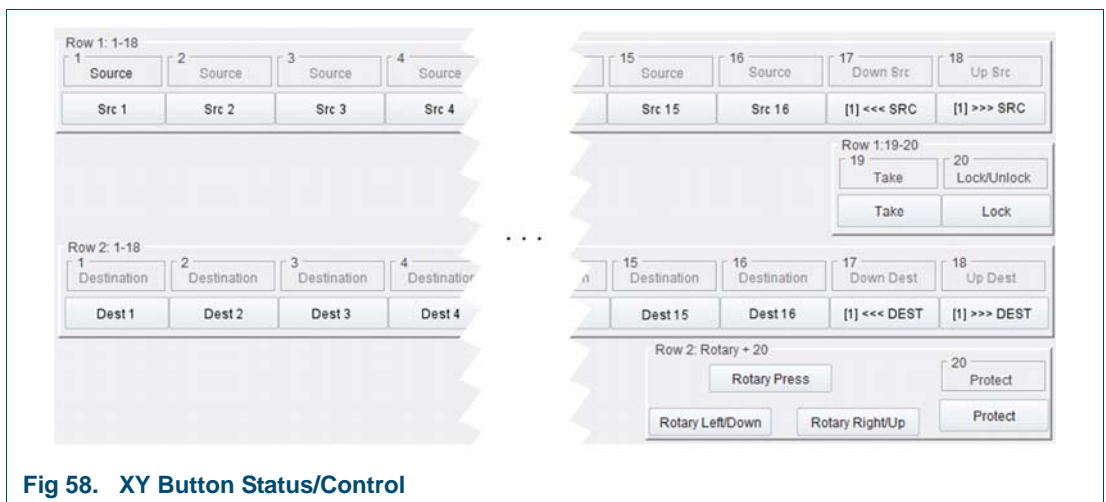 Row 1: 1-18
1 2 3 4 15 16 17 18
Source Source Source Source Source Source Down Src Up Src
Src 1 Src 2 Src 3 Src 4 Src 15 Src 16 [1] <<< SRC [1] >>> SRC
Row 1:19-20
19 20
Take Lock/Unlock
Take Lock
. . .
Row 2: 1-18
1 2 3 4 15 16 17 18
Destination Destination Destination Destination Destination Destination Down Dest Up Dest
Dest 1 Dest 2 Dest 3 Dest 4 Dest 15 Dest 16 [1] <<< DEST [1] >>> DEST
Row 2: Rotary + 20
20
Rotary Press Protect
Rotary Left/Down Rotary Right/Up Protect
Fig 58. XY Button Status/Control